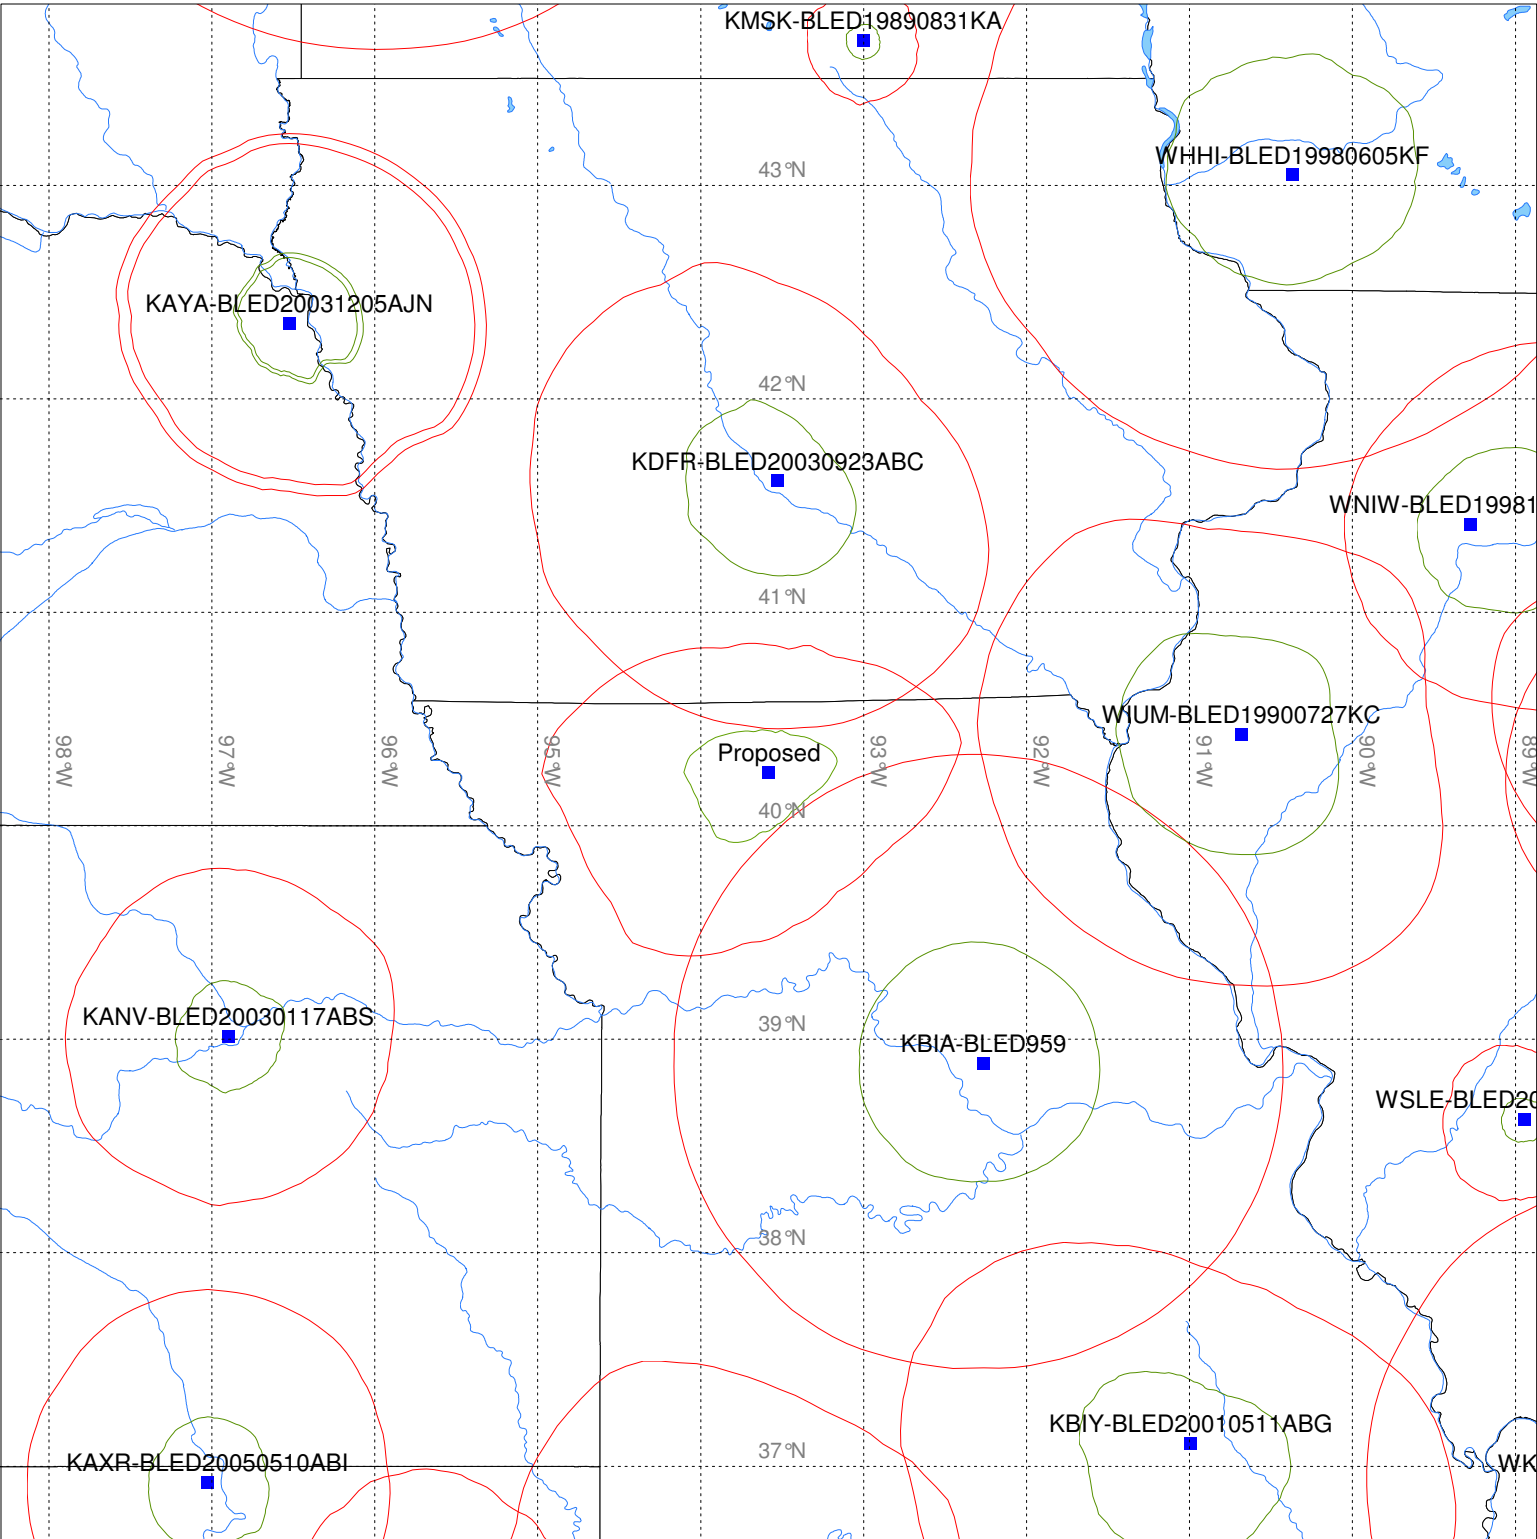 KMSK-BLED19890831KA
43°N
WHHI-BLED19980605KF
KAYA-BLED20031205AJN
42°N
KDFR-BLED20030923ABC
WNIW-BLED19981
41°N
WIUM-BLED19900727KC
98°W
97°W
96°W
95°W
Proposed
93°W
92°W
91°W
90°W
89°W
40°N
KANV-BLED20030117ABS
39°N
KBIA-BLED959
WSLE-BLED20
38°N
KBIY-BLED20010511ABG
37°N
KAXR-BLED20050510ABI
WK